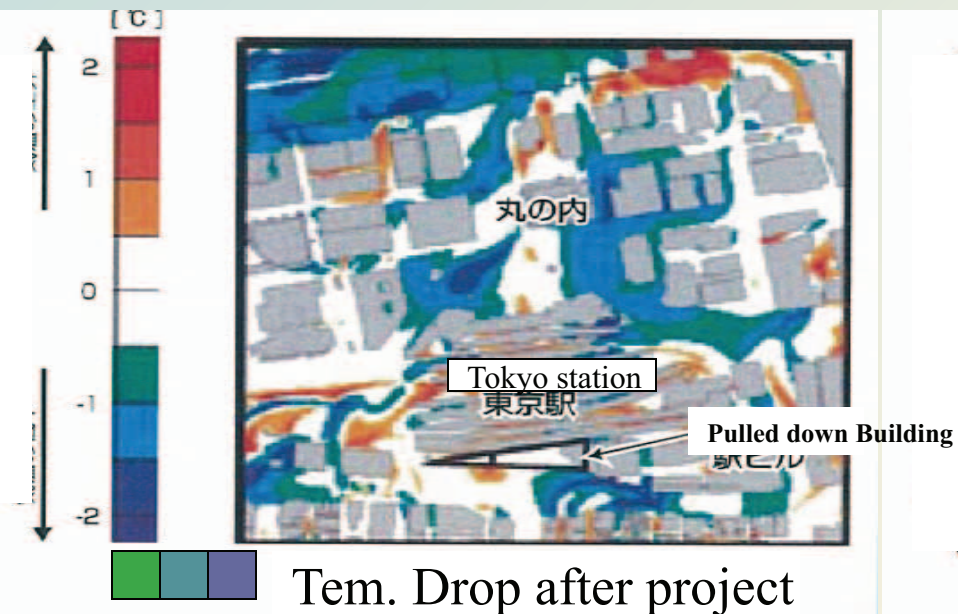 [℃]
2
1
0
-1
-2
丸の内
Tokyo station
東京駅
Pulled down Building
駅ビル
Tem. Drop after project